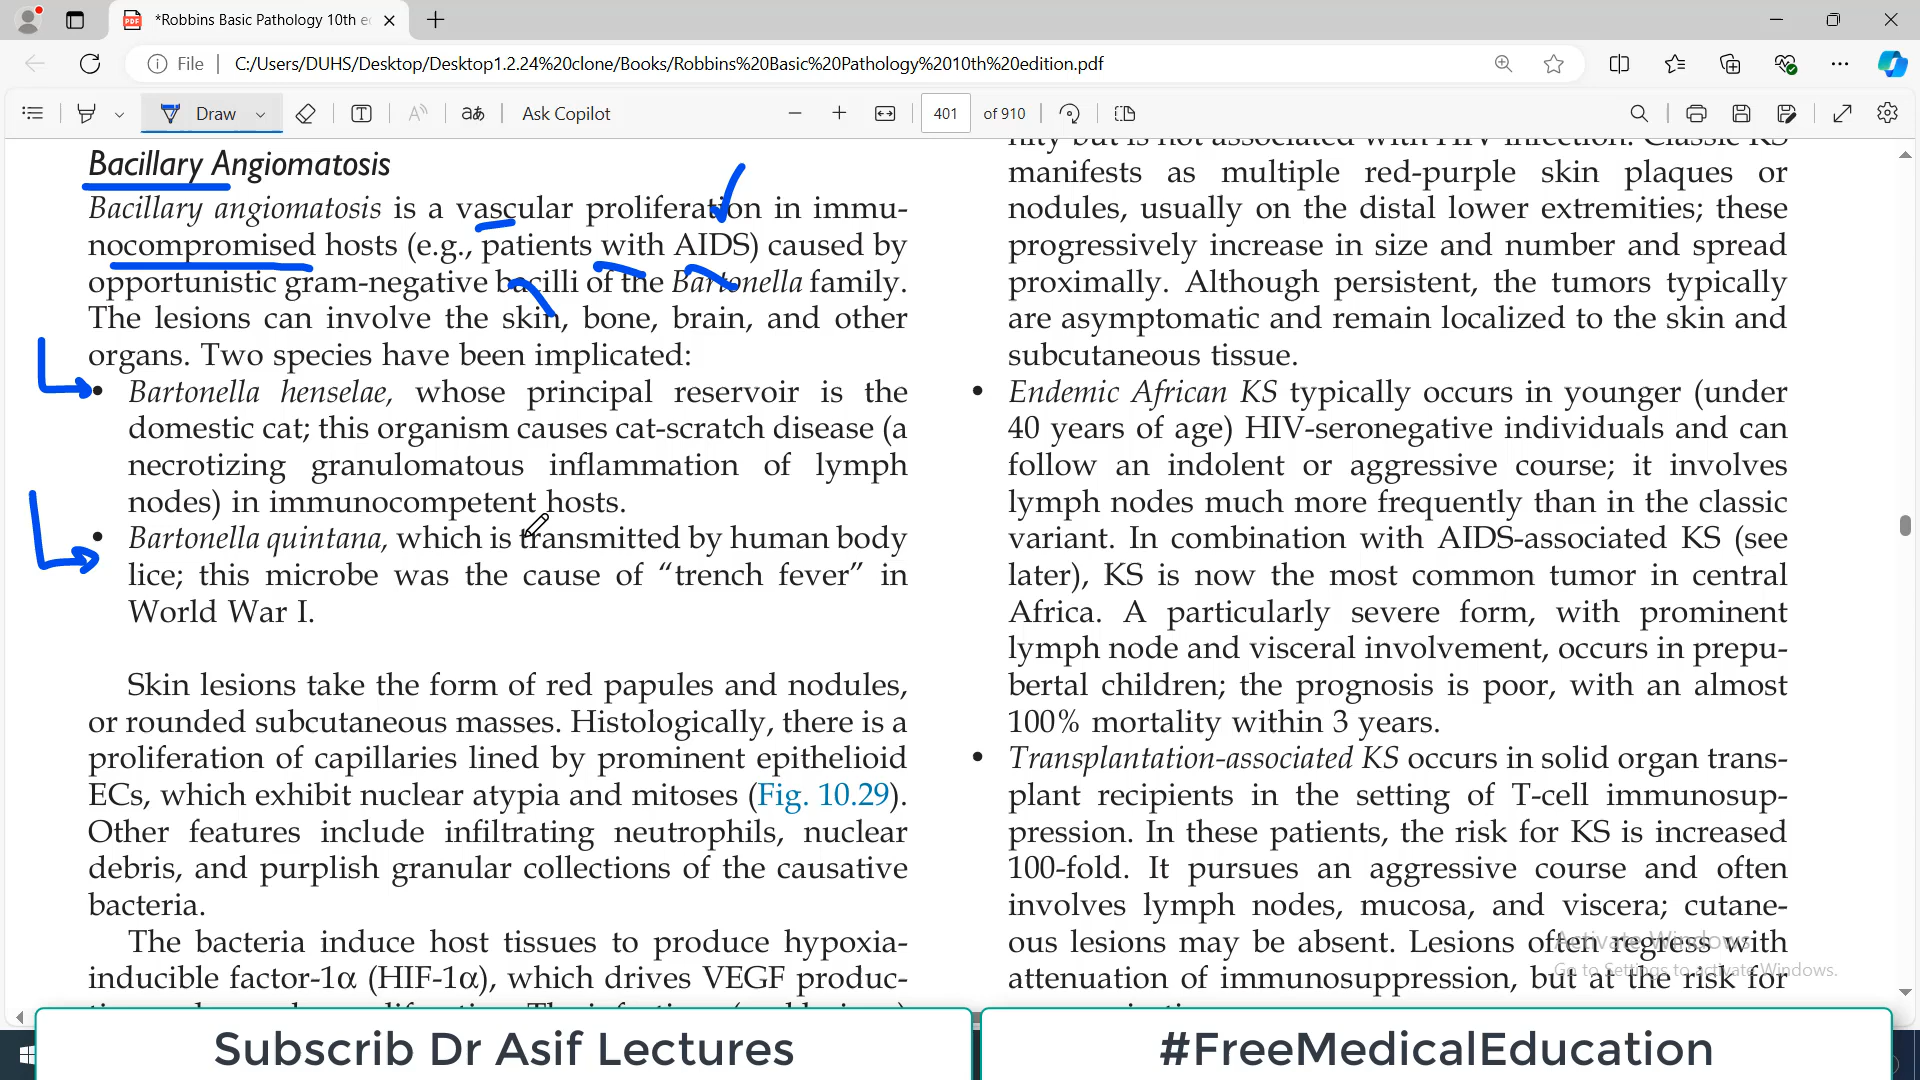 *Robbins Basic Pathology 10th e
File
C:/Users/DUHS/Desktop/Desktop1.2.24%20clone/Books/Robbins%20Basic%20Pathology%2010th%20edition.pdf
Draw
Ask Copilot
401 of 910
Bacillary Angiomatosis
Bacillary angiomatosis is a vascular proliferation in immu-
nocompromised hosts (e.g., patients with AIDS) caused by
opportunistic gram-negative bacilli of the Bartonella family.
The lesions can involve the skin, bone, brain, and other
organs. Two species have been implicated:
• Bartonella henselae, whose principal reservoir is the
domestic cat; this organism causes cat-scratch disease (a
necrotizing granulomatous inflammation of lymph
nodes) in immunocompetent hosts.
• Bartonella quintana, which is transmitted by human body
lice; this microbe was the cause of “trench fever” in
World War I.
Skin lesions take the form of red papules and nodules,
or rounded subcutaneous masses. Histologically, there is a
proliferation of capillaries lined by prominent epithelioid
ECs, which exhibit nuclear atypia and mitoses (Fig. 10.29).
Other features include infiltrating neutrophils, nuclear
debris, and purplish granular collections of the causative
bacteria.
The bacteria induce host tissues to produce hypoxia-
inducible factor-1α (HIF-1α), which drives VEGF produc-
nity but is not associated with HIV infection. Classic KS
manifests as multiple red-purple skin plaques or
nodules, usually on the distal lower extremities; these
progressively increase in size and number and spread
proximally. Although persistent, the tumors typically
are asymptomatic and remain localized to the skin and
subcutaneous tissue.
• Endemic African KS typically occurs in younger (under
40 years of age) HIV-seronegative individuals and can
follow an indolent or aggressive course; it involves
lymph nodes much more frequently than in the classic
variant. In combination with AIDS-associated KS (see
later), KS is now the most common tumor in central
Africa. A particularly severe form, with prominent
lymph node and visceral involvement, occurs in prepu-
bertal children; the prognosis is poor, with an almost
100% mortality within 3 years.
• Transplantation-associated KS occurs in solid organ trans-
plant recipients in the setting of T-cell immunosup-
pression. In these patients, the risk for KS is increased
100-fold. It pursues an aggressive course and often
involves lymph nodes, mucosa, and viscera; cutane-
ous lesions may be absent. Lesions often regress with
attenuation of immunosuppression, but at the risk for
Activate Windows
Go to Settings to activate Windows.
Subscrib Dr Asif Lectures
#FreeMedicalEducation